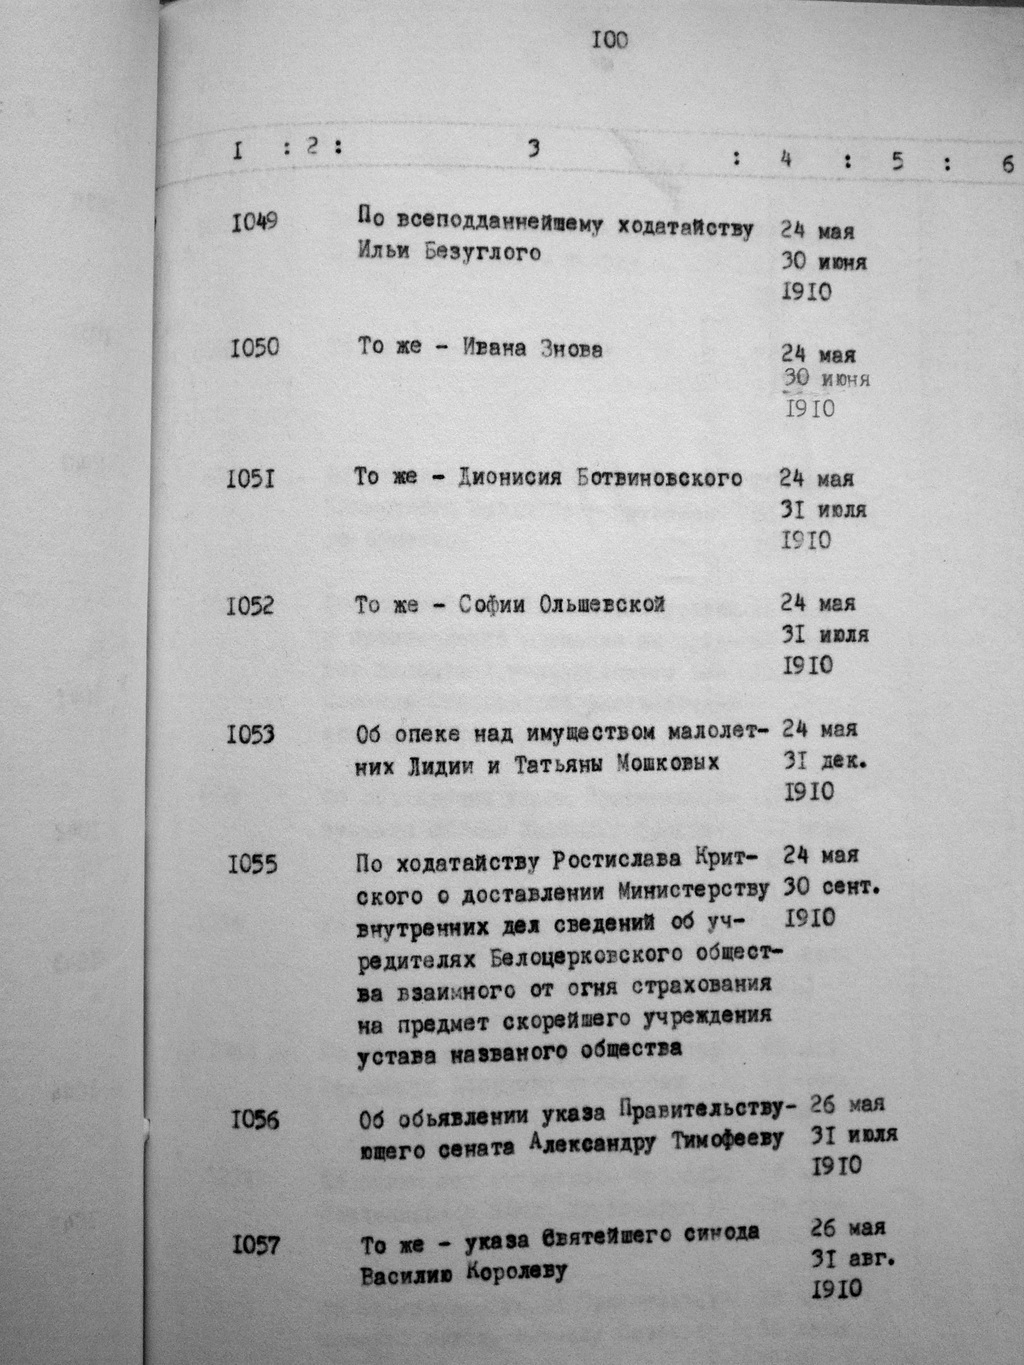 100
1 : 2 : 3 : 4 : 5 : 6
1049 По всеподданнейшему ходатайству 24 мая
Ильи Безуглого 30 июня
1910
1050 То же - Ивана Знова 24 мая
30 июня
1910
1051 То же - Дионисия Ботвиновского 24 мая
31 июля
1910
1052 То же - Софии Ольшевской 24 мая
31 июля
1910
1053 Об опеке над имуществом малолет- 24 мая
них Лидии и Татьяны Мошковых 31 дек.
1910
1055 По ходатайству Ростислава Крит- 24 мая
ского о доставлении Министерству 30 сент.
внутренних дел сведений об уч- 1910
редителях Белоцерковского общест-
ва взаимного от огня страхования
на предмет скорейшего учреждения
устава названого общества
1056 Об обьявлении указа Правительству- 26 мая
ющего сената Александру Тимофееву 31 июля
1910
1057 То же - указа Святейшего синода 26 мая
Василию Королеву 31 авг.
1910